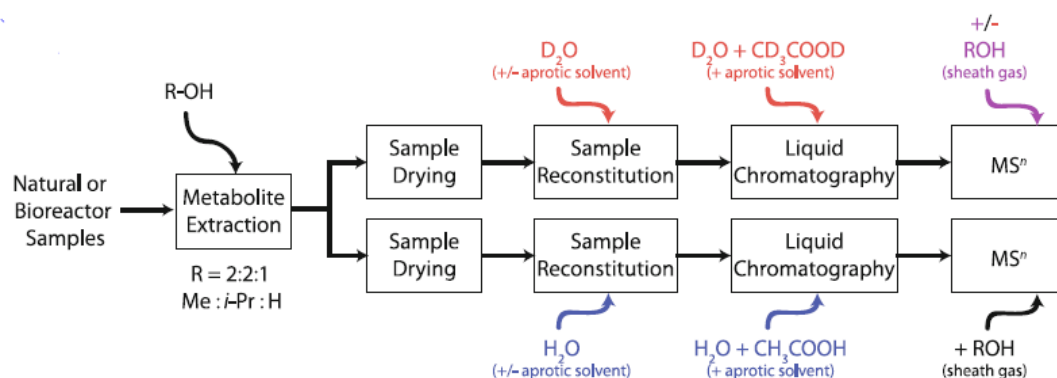 +/-
ROH
(sheath gas)
D₂O
(+/- aprotic solvent)
D₂O + CD₃COOD
(+ aprotic solvent)
R-OH
Natural or
Bioreactor
Samples
Metabolite
Extraction
R = 2:2:1
Me : i-Pr : H
Sample
Drying
Sample
Reconstitution
Liquid
Chromatography
MSⁿ
Sample
Drying
Sample
Reconstitution
Liquid
Chromatography
MSⁿ
H₂O
(+/- aprotic solvent)
H₂O + CH₃COOH
(+ aprotic solvent)
+ ROH
(sheath gas)